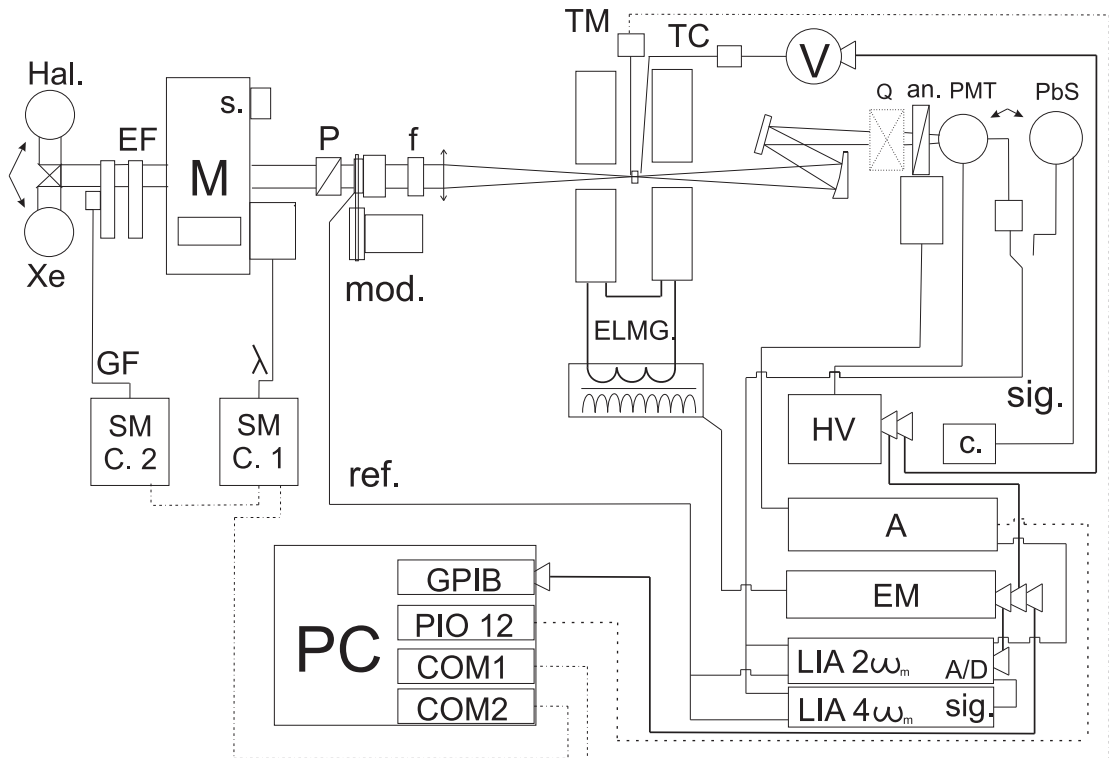 TM
TC
V
Hal.
s.
EF
M
P
f
Q
an.
PMT
PbS
Xe
mod.
ELMG.
GF
λ
SM
C. 2
SM
C. 1
ref.
sig.
HV
c.
A
EM
LIA 2ωm
A/D
LIA 4ωm
sig.
PC
GPIB
PIO 12
COM1
COM2